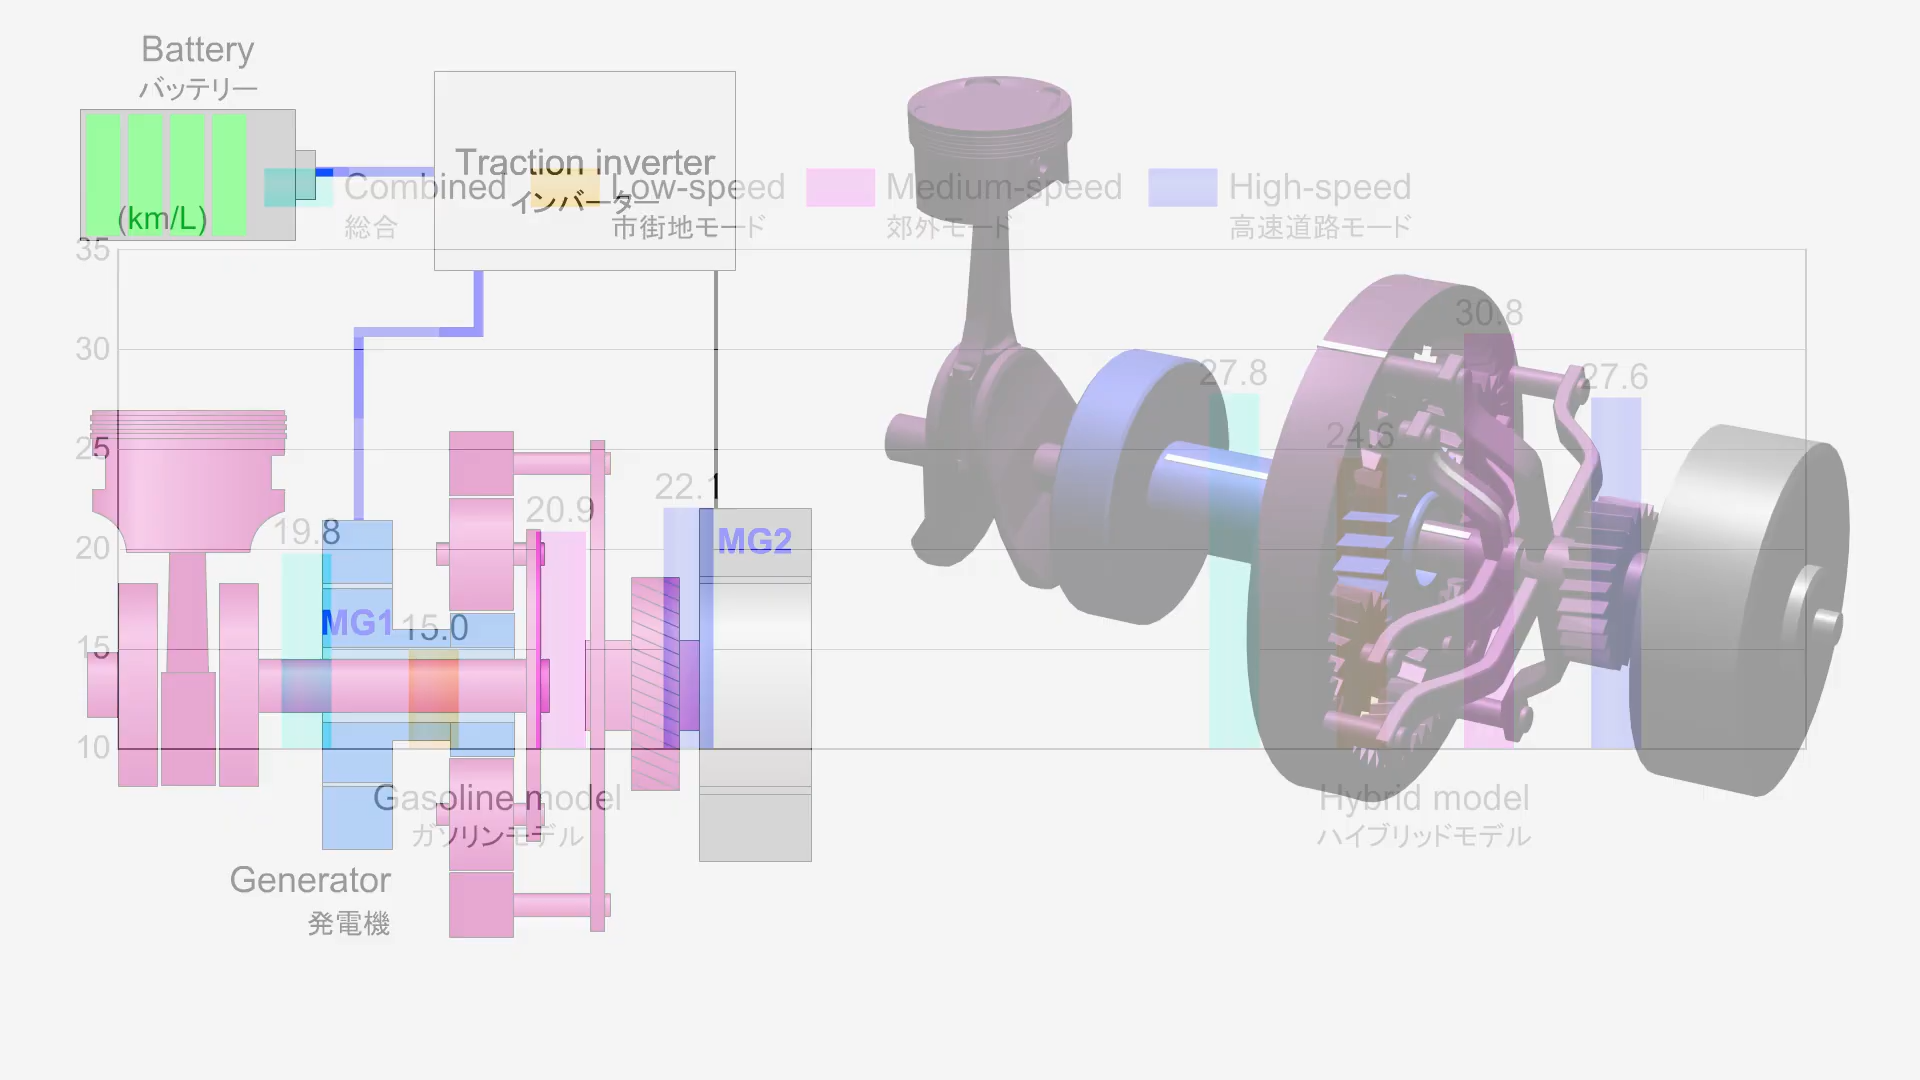 Battery
バッテリー
Traction inverter
インバーター
(km/L)
Combined
総合
Low-speed
市街地モード
Medium-speed
郊外モード
High-speed
高速道路モード
35
30
25
20
15
10
19.8
15.0
20.9
22.1
27.8
24.6
30.8
27.6
MG1
MG2
Gasoline model
ガソリンモデル
Hybrid model
ハイブリッドモデル
Generator
発電機